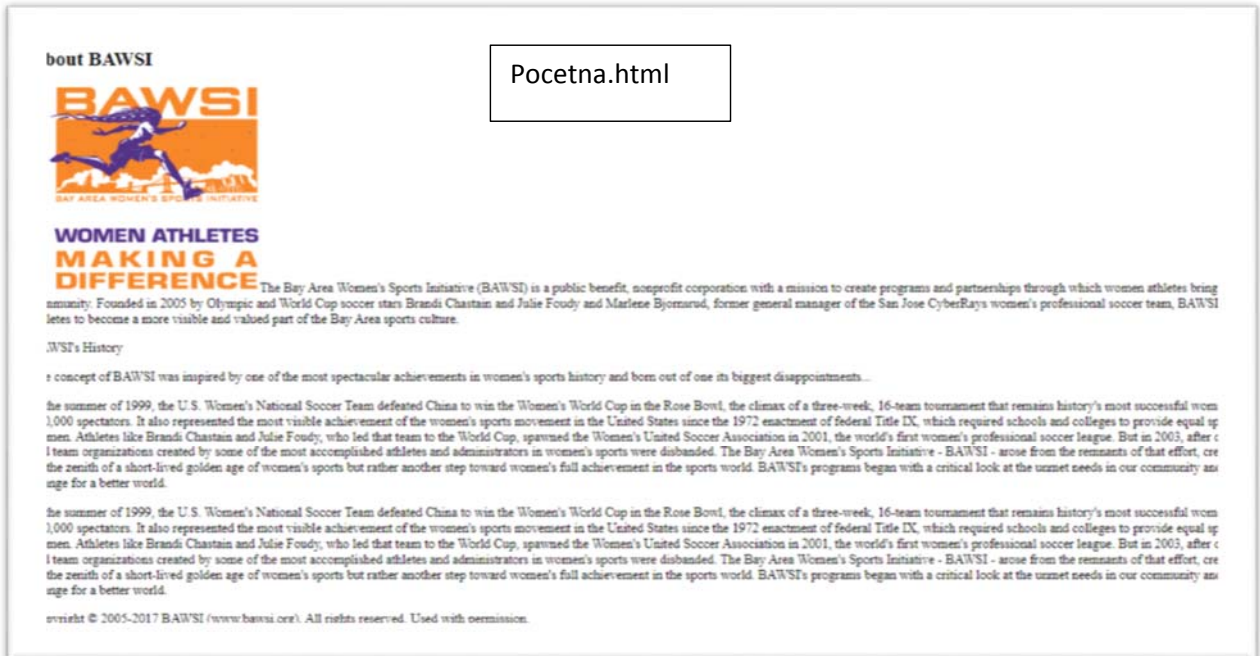 bout BAWSI
Pocetna.html
BAWSI
BAY AREA WOMEN'S SPORTS INITIATIVE
WOMEN ATHLETES
MAKING A
DIFFERENCE The Bay Area Women's Sports Initiative (BAWSI) is a public benefit, nonprofit corporation with a mission to create programs and partnerships through which women athletes bring
mmunity. Founded in 2005 by Olympic and World Cup soccer stars Brandi Chastain and Julie Foudy and Marlene Bjornsrud, former general manager of the San Jose CyberRays women's professional soccer team, BAWSI
letes to become a more visible and valued part of the Bay Area sports culture.
WSI's History
e concept of BAWSI was inspired by one of the most spectacular achievements in women's sports history and born out of one its biggest disappointments...
he summer of 1999, the U.S. Women's National Soccer Team defeated China to win the Women's World Cup in the Rose Bowl, the climax of a three-week, 16-team tournament that remains history's most successful wom
,000 spectators. It also represented the most visible achievement of the women's sports movement in the United States since the 1972 enactment of federal Title IX, which required schools and colleges to provide equal sp
men. Athletes like Brandi Chastain and Julie Foudy, who led that team to the World Cup, spawned the Women's United Soccer Association in 2001, the world's first women's professional soccer league. But in 2003, after
l team organizations created by some of the most accomplished athletes and administrators in women's sports were disbanded. The Bay Area Women's Sports Initiative - BAWSI - arose from the remnants of that effort, cre
the zenith of a short-lived golden age of women's sports but rather another step toward women's full achievement in the sports world. BAWSI's programs began with a critical look at the unmet needs in our community an
nge for a better world.
he summer of 1999, the U.S. Women's National Soccer Team defeated China to win the Women's World Cup in the Rose Bowl, the climax of a three-week, 16-team tournament that remains history's most successful wom
,000 spectators. It also represented the most visible achievement of the women's sports movement in the United States since the 1972 enactment of federal Title IX, which required schools and colleges to provide equal sp
men. Athletes like Brandi Chastain and Julie Foudy, who led that team to the World Cup, spawned the Women's United Soccer Association in 2001, the world's first women's professional soccer league. But in 2003, after
l team organizations created by some of the most accomplished athletes and administrators in women's sports were disbanded. The Bay Area Women's Sports Initiative - BAWSI - arose from the remnants of that effort, cre
the zenith of a short-lived golden age of women's sports but rather another step toward women's full achievement in the sports world. BAWSI's programs began with a critical look at the unmet needs in our community an
nge for a better world.
pyright © 2005-2017 BAWSI (www.bawsi.org). All rights reserved. Used with permission.